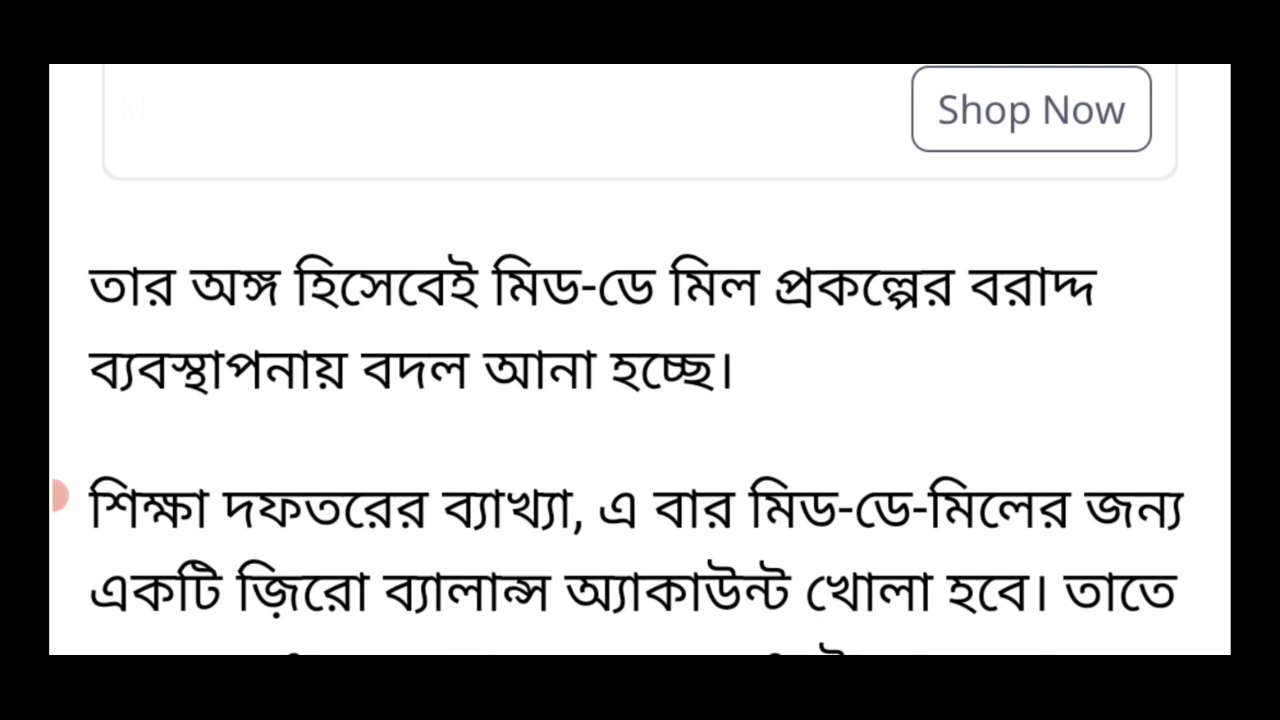 Shop Now
তার অঙ্গ হিসেবেই মিড-ডে মিল প্রকল্পের বরাদ্দ
ব্যবস্থাপনায় বদল আনা হচ্ছে।
শিক্ষা দফতরের ব্যাখ্যা, এ বার মিড-ডে-মিলের জন্য
একটি জ়িরো ব্যালান্স অ্যাকাউন্ট খোলা হবে। তাতে